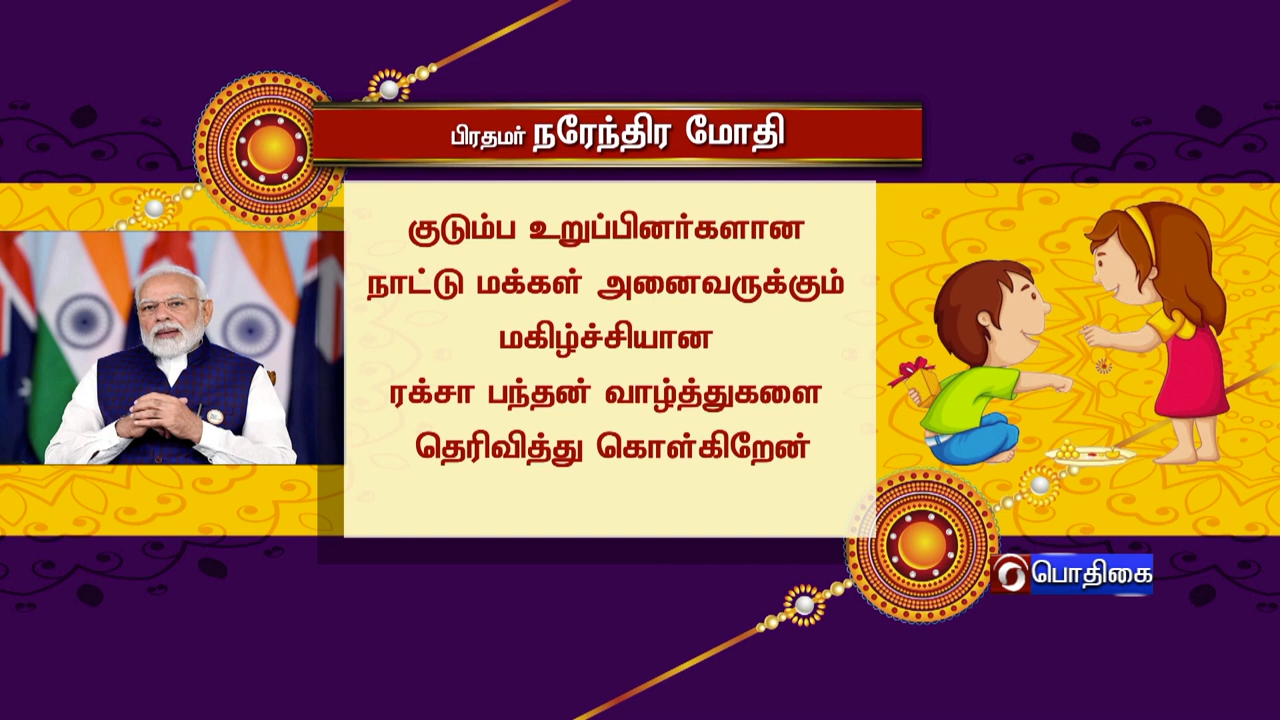 பிரதமர் நரேந்திர மோதி
குடும்ப உறுப்பினர்களான
நாட்டு மக்கள் அனைவருக்கும்
மகிழ்ச்சியான
ரக்சா பந்தன் வாழ்த்துகளை
தெரிவித்து கொள்கிறேன்
பொதிகை